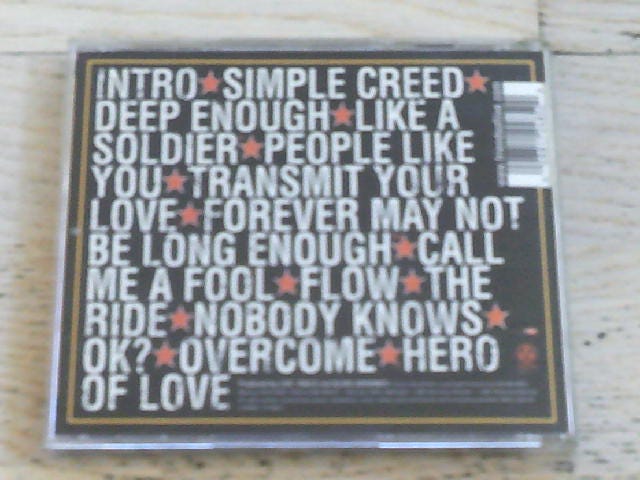 INTRO★SIMPLE CREED★
DEEP ENOUGH★LIKE A
SOLDIER★PEOPLE LIKE
YOU★TRANSMIT YOUR
LOVE★FOREVER MAY NOT
BE LONG ENOUGH★CALL
ME A FOOL★FLOW★THE
RIDE★NOBODY KNOWS★
OK?★OVERCOME★HERO
OF LOVE